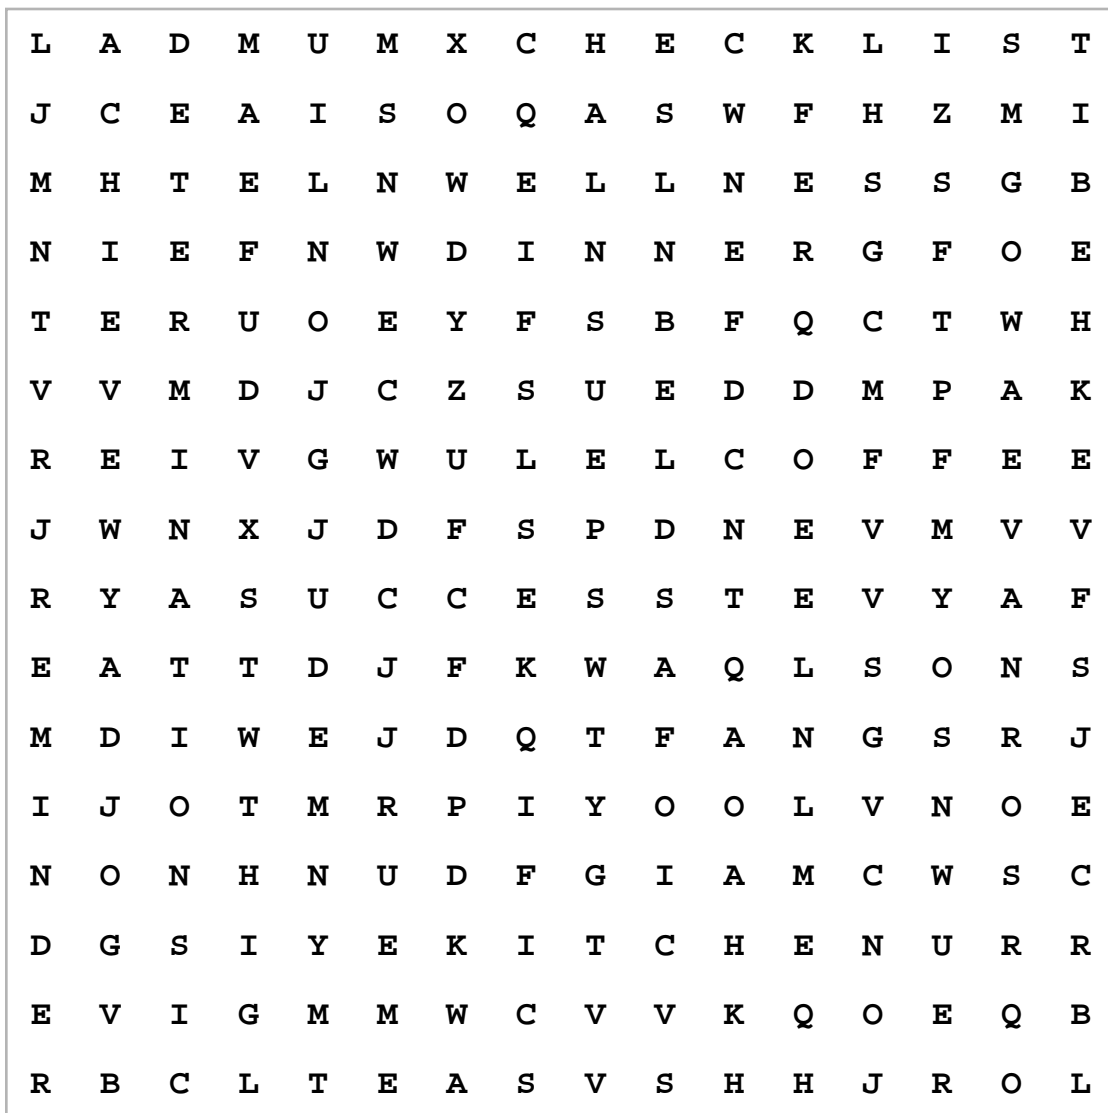 L A D M U M X C H E C K L I S T
J C E A I S O Q A S W F H Z M I
M H T E L N W E L L N E S S G B
N I E F N W D I N N E R G F O E
T E R U O E Y F S B F Q C T W H
V V M D J C Z S U E D D M P A K
R E I V G W U L E L C O F F E E
J W N X J D F S P D N E V M V V
R Y A S U C C E S S T E V Y A F
E A T T D J F K W A Q L S O N S
M D I W E J D Q T F A N G S R J
I J O T M R P I Y O O L V N O E
N O N H N U D F G I A M C W S C
D G S I Y E K I T C H E N U R R
E V I G M M W C V V K Q O E Q B
R B C L T E A S V S H H J R O L